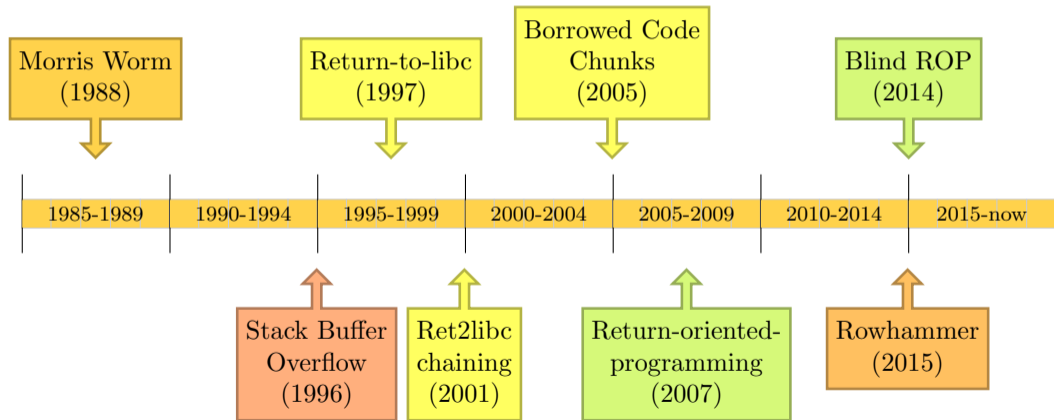 Morris Worm
(1988)
Return-to-libc
(1997)
Borrowed Code
Chunks
(2005)
Blind ROP
(2014)
1985-1989
1990-1994
1995-1999
2000-2004
2005-2009
2010-2014
2015-now
Stack Buffer
Overflow
(1996)
Ret2libc
chaining
(2001)
Return-oriented-
programming
(2007)
Rowhammer
(2015)